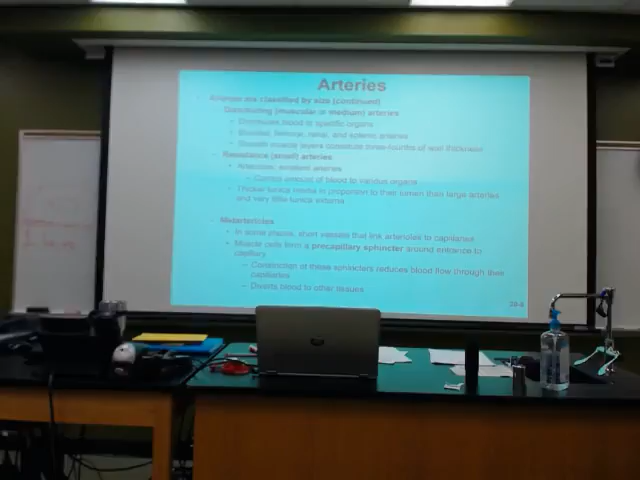 Arteries
Arteries are classified by size (continued)
Distributing (muscular or medium) arteries
Distributes blood to specific organs
Brachial, femoral, renal, and splenic arteries
Smooth muscle layers constitute three-fourths of wall thickness
Resistance (small) arteries
Arterioles: smallest arteries
Control amount of blood to various organs
Thicker tunica media in proportion to their lumen than large arteries
and very little tunica externa
Metarterioles
In some places, short vessels that link arterioles to capillaries
Muscle cells form a precapillary sphincter around entrance to
capillary
Constriction of these sphincters reduces blood flow through their
capillaries
Diverts blood to other tissues